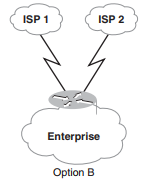 ISP 1
ISP 2
Enterprise
Option B